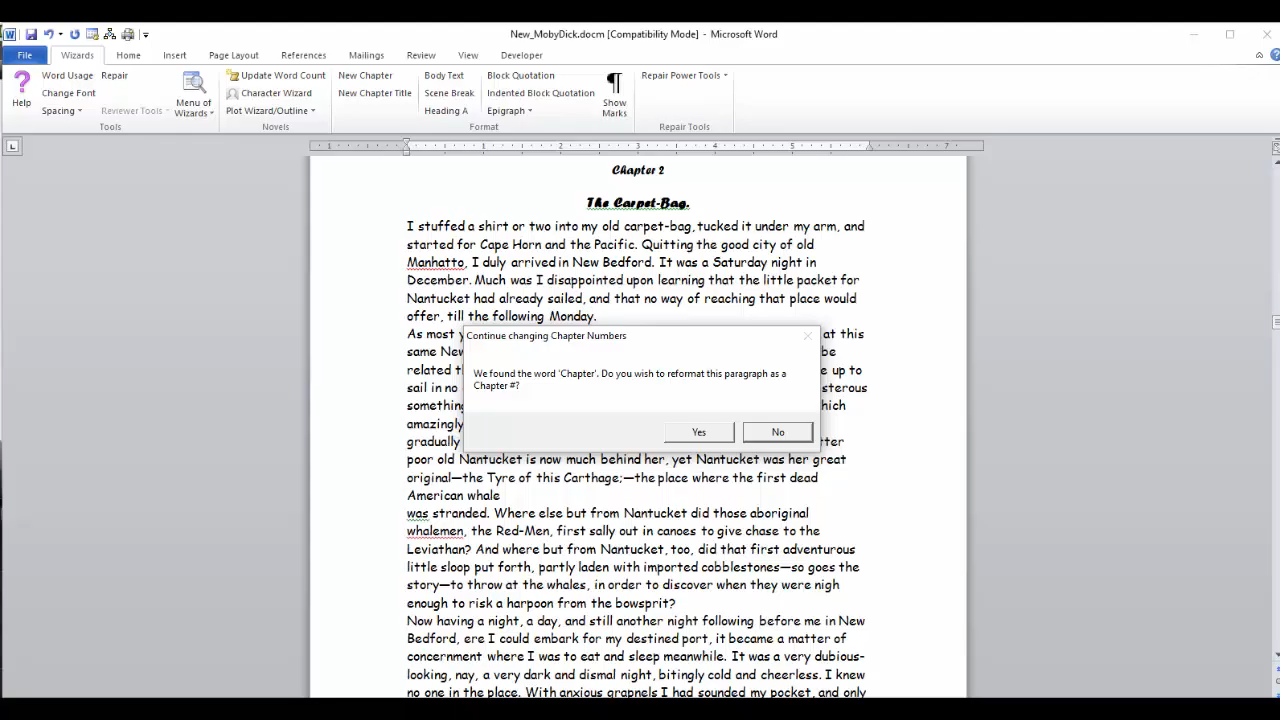 New_MobyDick.docm [Compatibility Mode] - Microsoft Word
File Wizards Home Insert Page Layout References Mailings Review View Developer
Help
Word Usage Repair
Change Font
Spacing Reviewer Tools
Menu of Wizards
Tools
Update Word Count
Character Wizard
Plot Wizard/Outline
Novels
New Chapter
New Chapter Title
Body Text
Scene Break
Heading A
Block Quotation
Indented Block Quotation
Epigraph
Show Marks
Format
Repair Power Tools
Repair Tools
1 1 2 3 4 5 7
Chapter 2
The Carpet-Bag.
I stuffed a shirt or two into my old carpet-bag, tucked it under my arm, and
started for Cape Horn and the Pacific. Quitting the good city of old
Manhatto, I duly arrived in New Bedford. It was a Saturday night in
December. Much was I disappointed upon learning that the little packet for
Nantucket had already sailed, and that no way of reaching that place would
offer, till the following Monday.
As most at this
same New be
related e up to
sail in no sterous
something hich
amazingly
gradually tter
Continue changing Chapter Numbers
We found the word 'Chapter'. Do you wish to reformat this paragraph as a
Chapter #?
Yes No
poor old Nantucket is now much behind her, yet Nantucket was her great
original—the Tyre of this Carthage;—the place where the first dead
American whale
was stranded. Where else but from Nantucket did those aboriginal
whalemen, the Red-Men, first sally out in canoes to give chase to the
Leviathan? And where but from Nantucket, too, did that first adventurous
little sloop put forth, partly laden with imported cobblestones—so goes the
story—to throw at the whales, in order to discover when they were nigh
enough to risk a harpoon from the bowsprit?
Now having a night, a day, and still another night following before me in New
Bedford, ere I could embark for my destined port, it became a matter of
concernment where I was to eat and sleep meanwhile. It was a very dubious-
looking, nay, a very dark and dismal night, bitingly cold and cheerless. I knew
no one in the place. With anxious grapnels I had sounded my pocket, and only